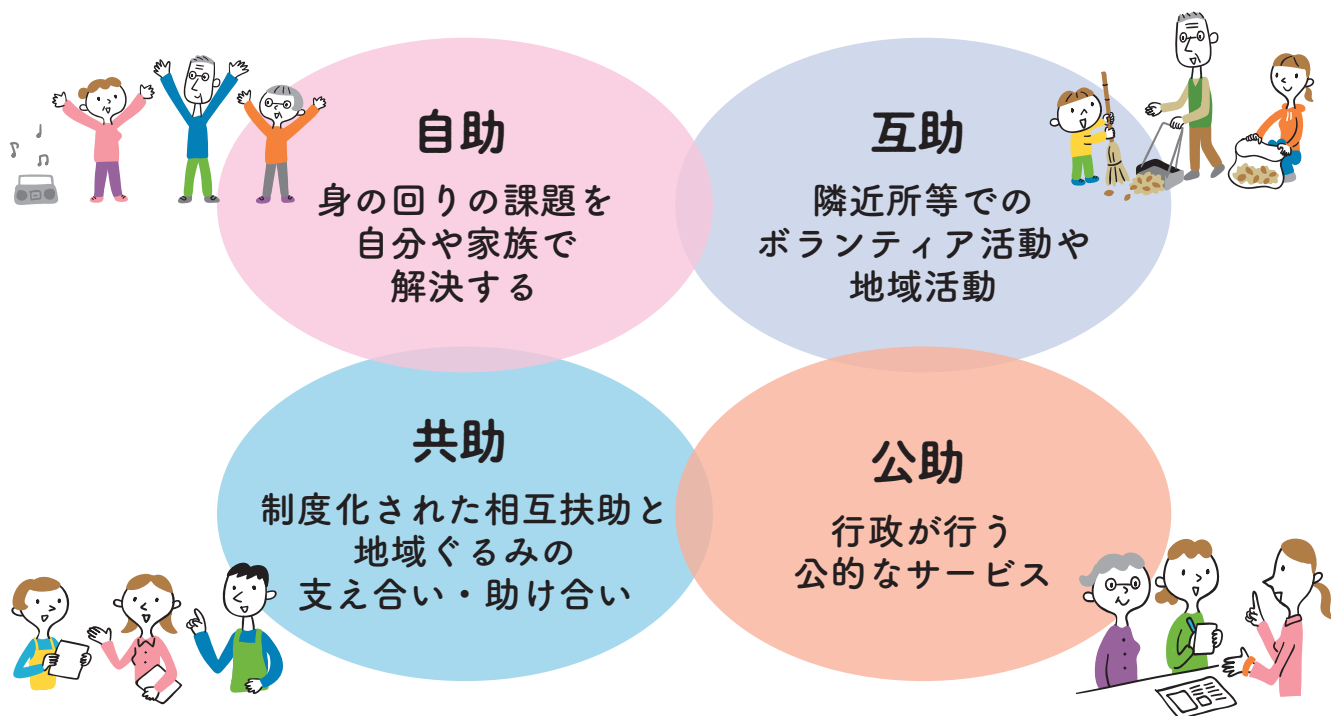 自助
身の回りの課題を
自分や家族で
解決する
互助
隣近所等での
ボランティア活動や
地域活動
共助
制度化された相互扶助と
地域ぐるみの
支え合い・助け合い
公助
行政が行う
公的なサービス